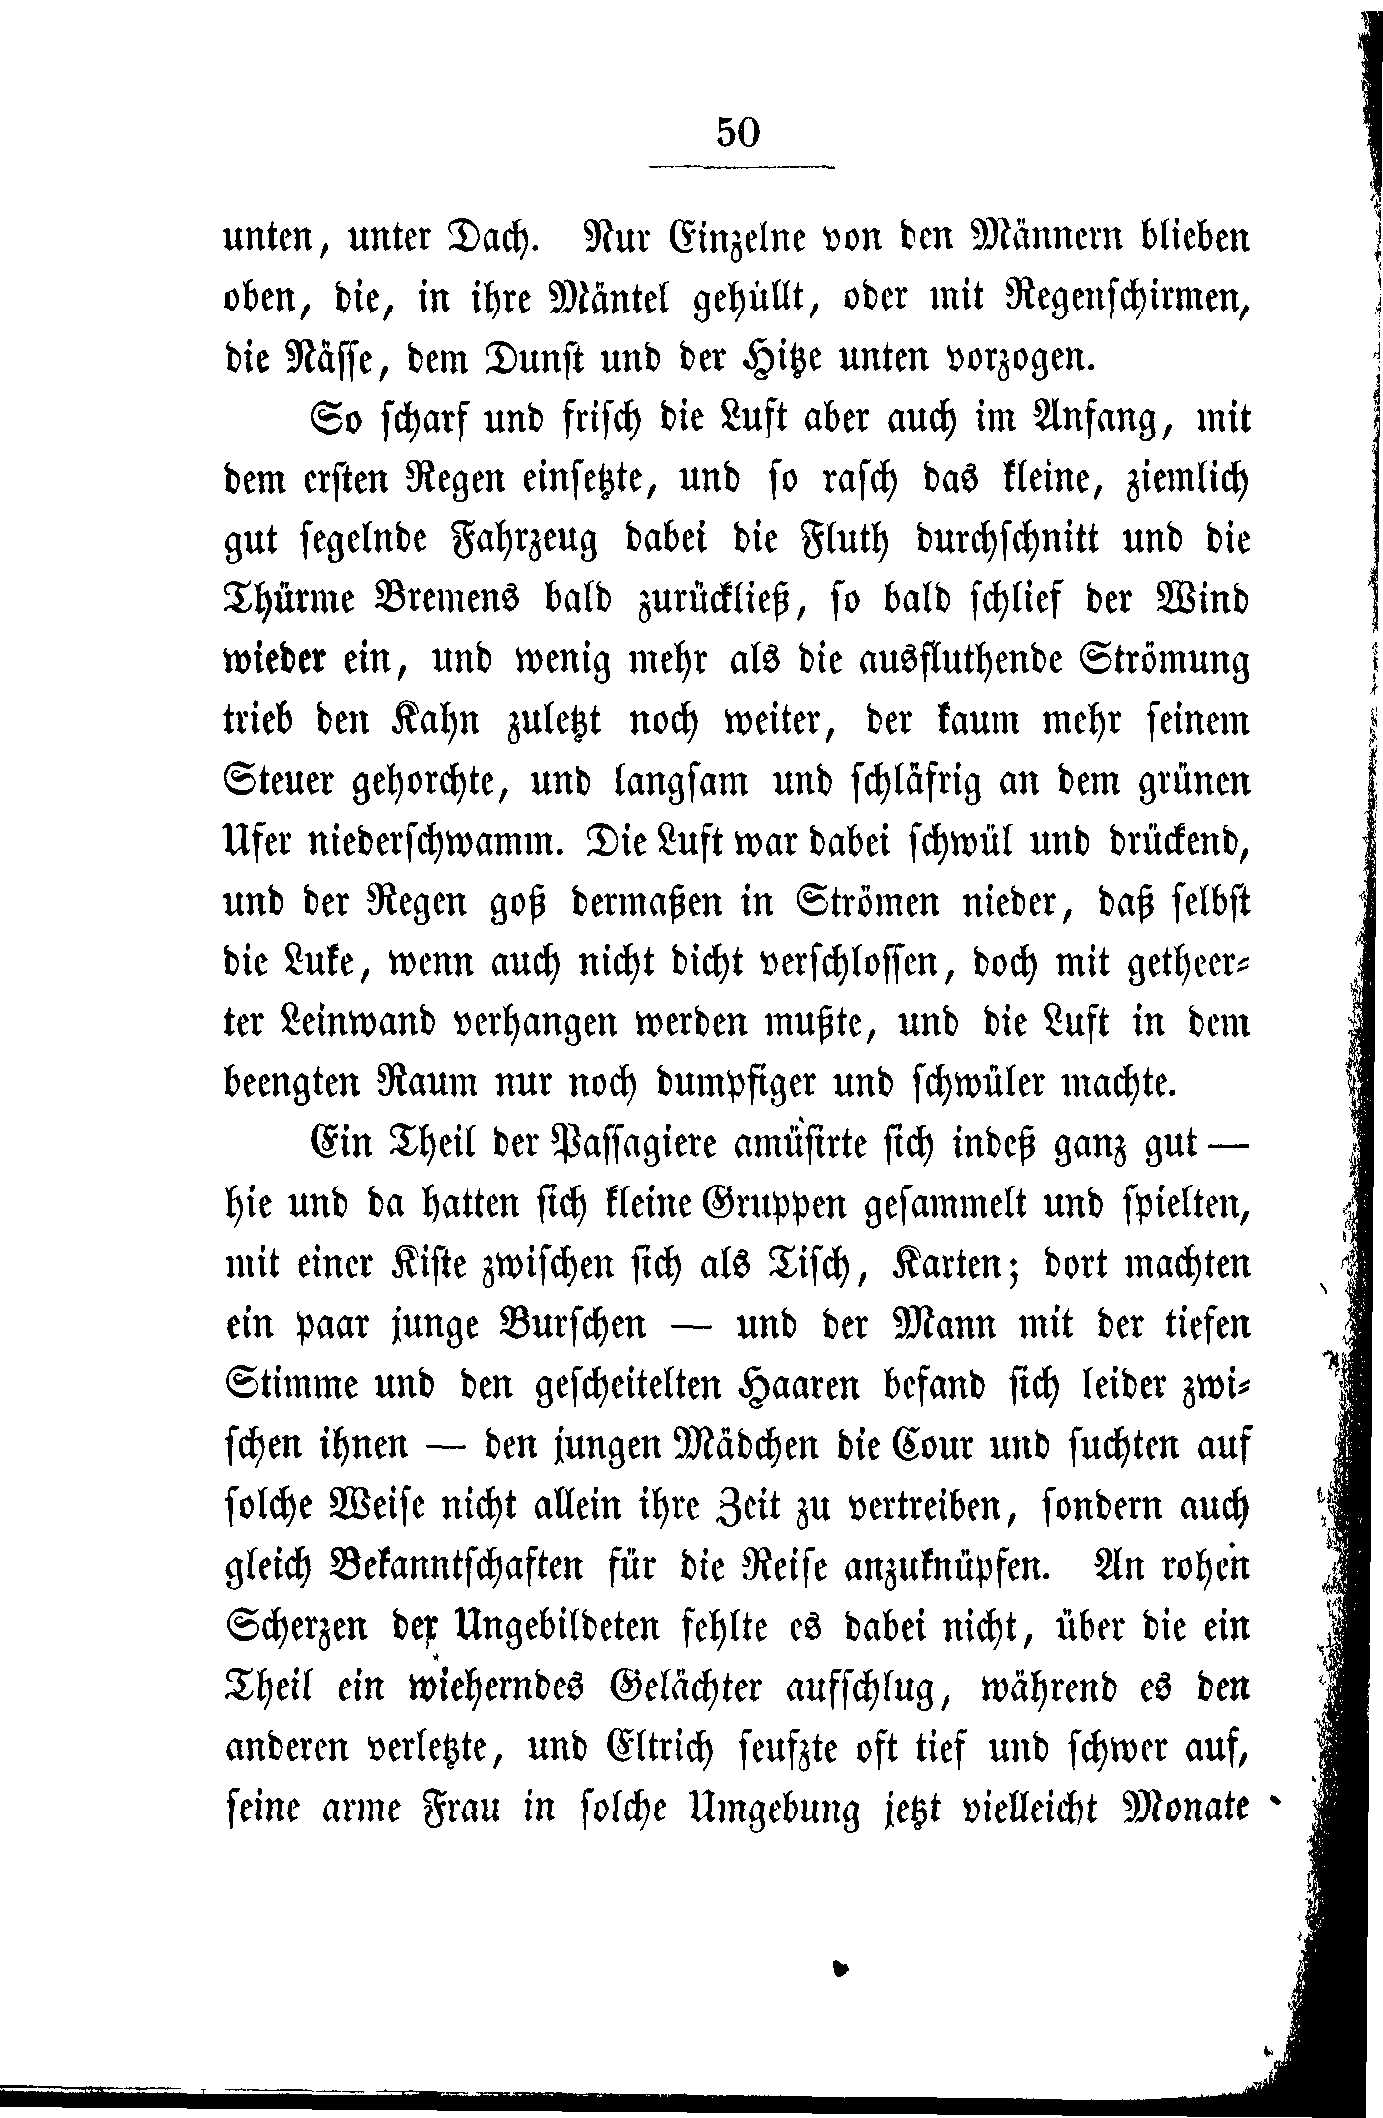 50
unten, unter Dach. Nur Einzelne von den Männern blieben
oben, die, in ihre Mäntel gehüllt, oder mit Regenschirmen,
die Nässe, dem Dunst und der Hitze unten vorzogen.
So scharf und frisch die Luft aber auch im Anfang, mit
dem ersten Regen einsetzte, und so rasch das kleine, ziemlich
gut segelnde Fahrzeug dabei die Fluth durchschnitt und die
Thürme Bremens bald zurückließ, so bald schlief der Wind
wieder ein, und wenig mehr als die ausfluthende Strömung
trieb den Kahn zuletzt noch weiter, der kaum mehr seinem
Steuer gehorchte, und langsam und schläfrig an dem grünen
Ufer niederschwamm. Die Luft war dabei schwül und drückend,
und der Regen goß dermaßen in Strömen nieder, daß selbst
die Luke, wenn auch nicht dicht verschlossen, doch mit getheer-
ter Leinwand verhangen werden mußte, und die Luft in dem
beengten Raum nur noch dumpfiger und schwüler machte.
Ein Theil der Passagiere amüsirte sich indeß ganz gut —
hie und da hatten sich kleine Gruppen gesammelt und spielten,
mit einer Kiste zwischen sich als Tisch, Karten; dort machten
ein paar junge Burschen — und der Mann mit der tiefen
Stimme und den gescheitelten Haaren befand sich leider zwi-
schen ihnen — den jungen Mädchen die Cour und suchten auf
solche Weise nicht allein ihre Zeit zu vertreiben, sondern auch
gleich Bekanntschaften für die Reise anzuknüpfen. An rohen
Scherzen der Ungebildeten fehlte es dabei nicht, über die ein
Theil ein wieherndes Gelächter aufschlug, während es den
anderen verletzte, und Eltrich seufzte oft tief und schwer auf,
seine arme Frau in solche Umgebung jetzt vielleicht Monate